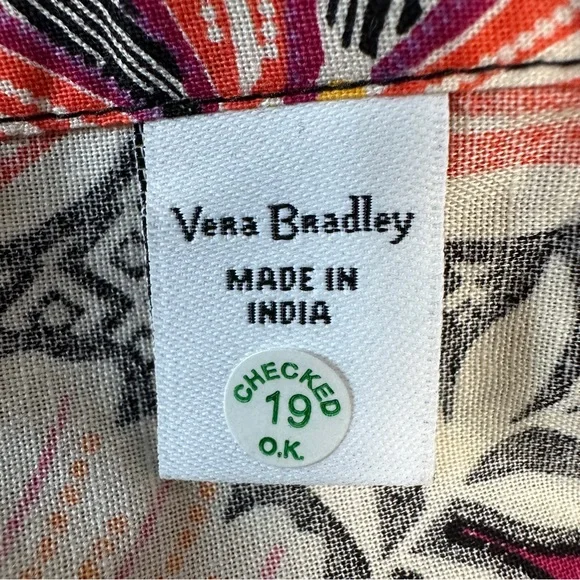 Vera Bradley
MADE IN
INDIA
CHECKED
19
O.K.